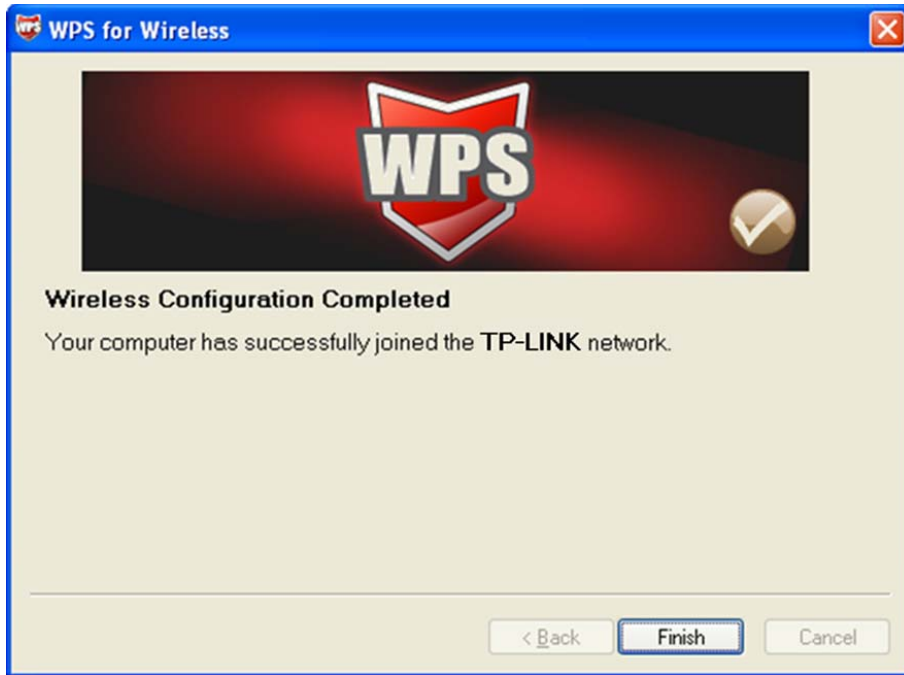 WPS for Wireless
WPS
Wireless Configuration Completed
Your computer has successfully joined the TP-LINK network.
< Back
Finish
Cancel